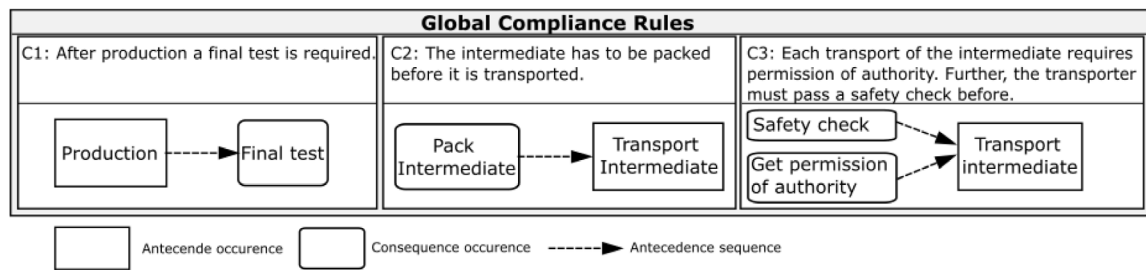 Global Compliance Rules
C1: After production a final test is required.
C2: The intermediate has to be packed
before it is transported.
C3: Each transport of the intermediate requires
permission of authority. Further, the transporter
must pass a safety check before.
Production
Final test
Pack
Intermediate
Transport
Intermediate
Safety check
Get permission
of authority
Transport
intermediate
Antecende occurence
Consequence occurence
Antecedence sequence